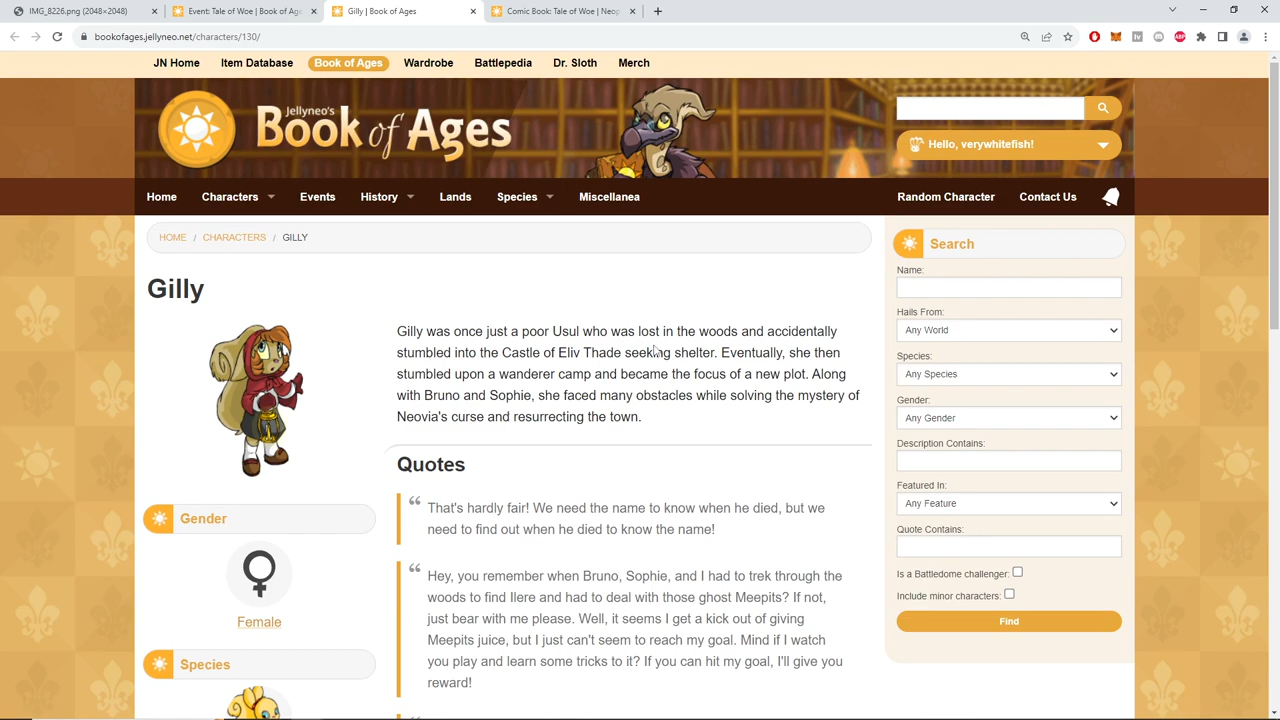 IMG_8226.png (2048×2048)
Event: Tale of Woe | Book of Ag
Gilly | Book of Ages
Comic Book: Tale of Woe | Neop
bookofages.jellyneo.net/characters/130/
JN Home Item Database Book of Ages Wardrobe Battlepedia Dr. Sloth Merch
Jellyneo's
Book of Ages
Hello, verywhitefish!
Home Characters Events History Lands Species Miscellanea Random Character Contact Us
HOME / CHARACTERS / GILLY
Gilly
Gilly was once just a poor Usul who was lost in the woods and accidentally
stumbled into the Castle of Eliv Thade seeking shelter. Eventually, she then
stumbled upon a wanderer camp and became the focus of a new plot. Along
with Bruno and Sophie, she faced many obstacles while solving the mystery of
Neovia's curse and resurrecting the town.
Quotes
“ That's hardly fair! We need the name to know when he died, but we
need to find out when he died to know the name!
“ Hey, you remember when Bruno, Sophie, and I had to trek through the
woods to find Ilere and had to deal with those ghost Meepits? If not,
just bear with me please. Well, it seems I get a kick out of giving
Meepits juice, but I just can't seem to reach my goal. Mind if I watch
you play and learn some tricks to it? If you can hit my goal, I'll give you
reward!
“
Gender
Female
Species
Search
Name:
Hails From:
Any World
Species:
Any Species
Gender:
Any Gender
Description Contains:
Featured In:
Any Feature
Quote Contains:
Is a Battledome challenger:
Include minor characters:
Find